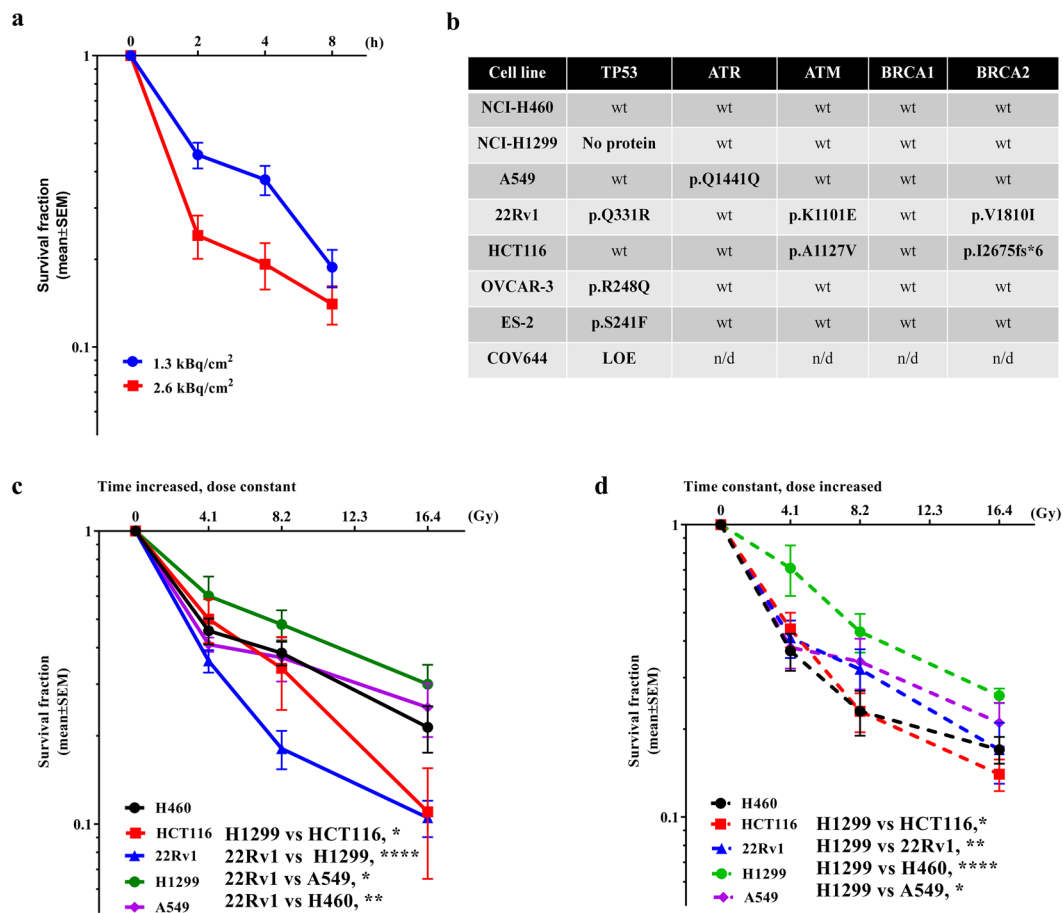 a
0 2 4 8 (h)
1
0.1
Survival fraction
(mean±SEM)
1.3 kBq/cm2
2.6 kBq/cm2
b
Cell line TP53 ATR ATM BRCA1 BRCA2
NCI-H460 wt wt wt wt wt
NCI-H1299 No protein wt wt wt wt
A549 wt p.Q1441Q wt wt wt
22Rv1 p.Q331R wt p.K1101E wt p.V1810I
HCT116 wt wt p.A1127V wt p.I2675fs*6
OVCAR-3 p.R248Q wt wt wt wt
ES-2 p.S241F wt wt wt wt
COV644 LOE n/d n/d n/d n/d
c
Time increased, dose constant
0 4.1 8.2 12.3 16.4 (Gy)
1
0.1
Survival fraction
(mean±SEM)
H460
HCT116
22Rv1
H1299
A549
H1299 vs HCT116, *
22Rv1 vs H1299, ****
22Rv1 vs A549, *
22Rv1 vs H460, **
d
Time constant, dose increased
0 4.1 8.2 12.3 16.4 (Gy)
1
0.1
Survival fraction
(mean±SEM)
H460
HCT116
22Rv1
H1299
A549
H1299 vs HCT116,*
H1299 vs 22Rv1, **
H1299 vs H460, ****
H1299 vs A549, *